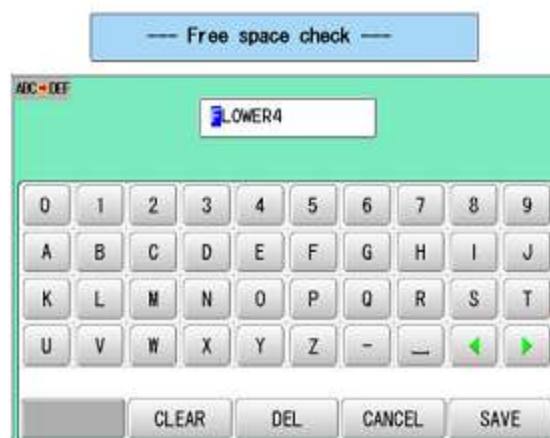 --- Free space check ---
ABC→DEF
FLOWER4
0 1 2 3 4 5 6 7 8 9
A B C D E F G H I J
K L M N O P Q R S T
U V W X Y Z - _
CLEAR DEL CANCEL SAVE